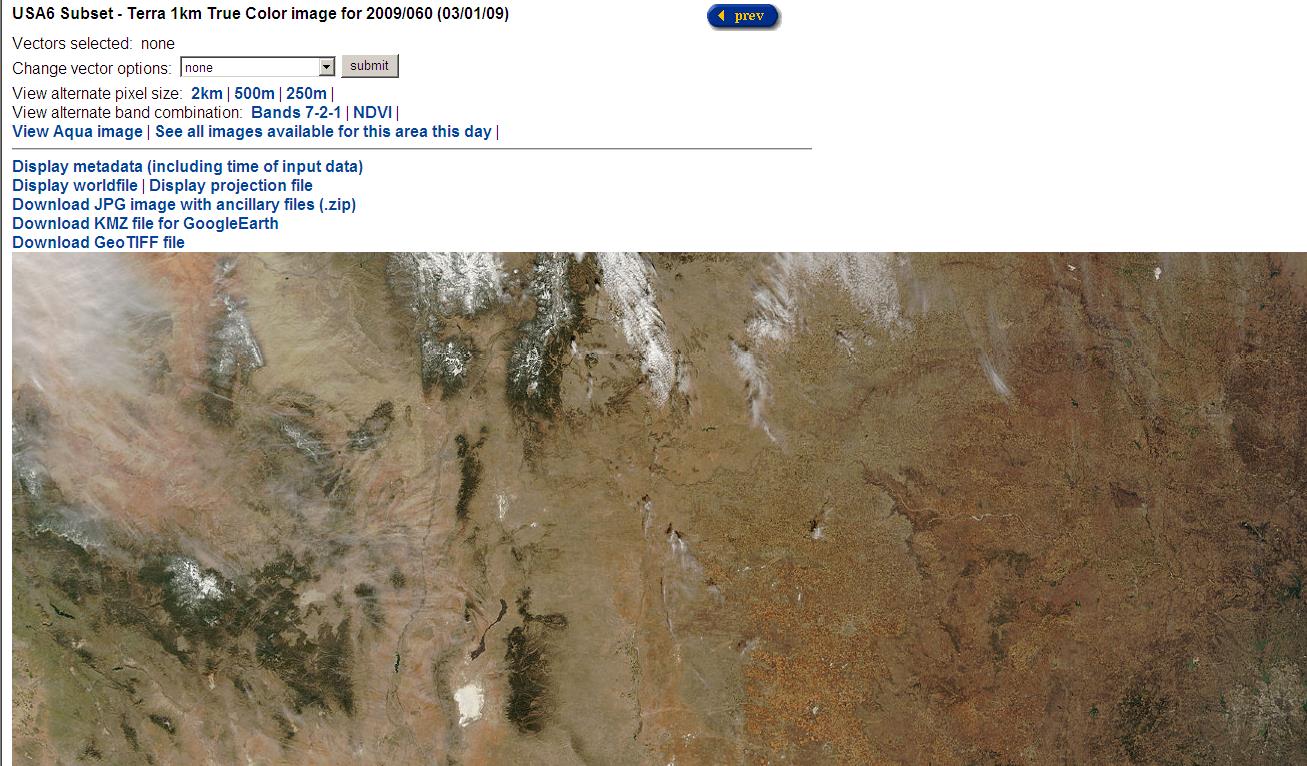 USA6 Subset - Terra 1km True Color image for 2009/060 (03/01/09)
prev
Vectors selected: none
Change vector options: none submit
View alternate pixel size: 2km | 500m | 250m |
View alternate band combination: Bands 7-2-1 | NDVI |
View Aqua image | See all images available for this area this day |
Display metadata (including time of input data)
Display worldfile | Display projection file
Download JPG image with ancillary files (.zip)
Download KMZ file for GoogleEarth
Download GeoTIFF file